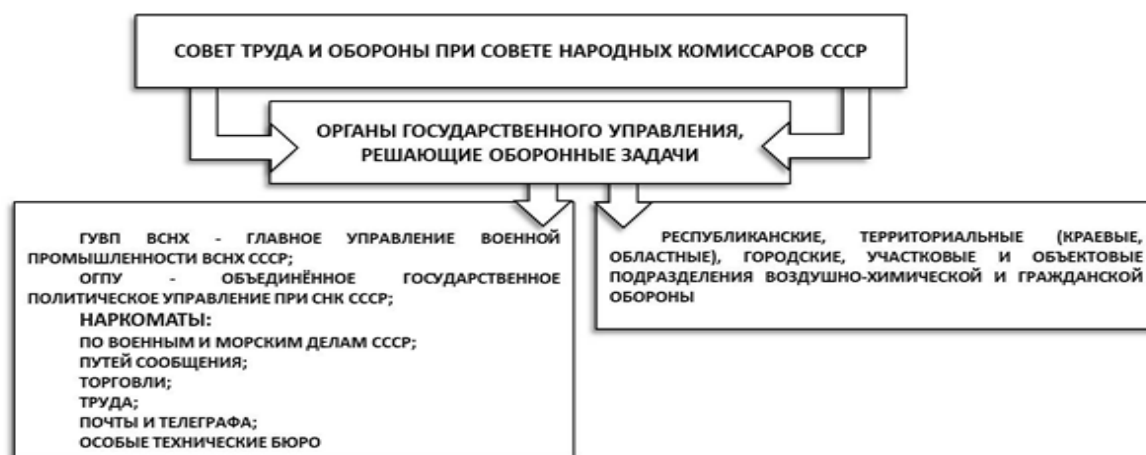 СОВЕТ ТРУДА И ОБОРОНЫ ПРИ СОВЕТЕ НАРОДНЫХ КОМИССАРОВ СССР
ОРГАНЫ ГОСУДАРСТВЕННОГО УПРАВЛЕНИЯ,
РЕШАЮЩИЕ ОБОРОННЫЕ ЗАДАЧИ
ГУВП ВСНХ - ГЛАВНОЕ УПРАВЛЕНИЕ ВОЕННОЙ
ПРОМЫШЛЕННОСТИ ВСНХ СССР;
ОГПУ - ОБЪЕДИНЁННОЕ ГОСУДАРСТВЕННОЕ
ПОЛИТИЧЕСКОЕ УПРАВЛЕНИЕ ПРИ СНК СССР;
НАРКОМАТЫ:
ПО ВОЕННЫМ И МОРСКИМ ДЕЛАМ СССР;
ПУТЕЙ СООБЩЕНИЯ;
ТОРГОВЛИ;
ТРУДА;
ПОЧТЫ И ТЕЛЕГРАФА;
ОСОБЫЕ ТЕХНИЧЕСКИЕ БЮРО
РЕСПУБЛИКАНСКИЕ, ТЕРРИТОРИАЛЬНЫЕ (КРАЕВЫЕ,
ОБЛАСТНЫЕ), ГОРОДСКИЕ, УЧАСТКОВЫЕ И ОБЪЕКТОВЫЕ
ПОДРАЗДЕЛЕНИЯ ВОЗДУШНО-ХИМИЧЕСКОЙ И ГРАЖДАНСКОЙ
ОБОРОНЫ